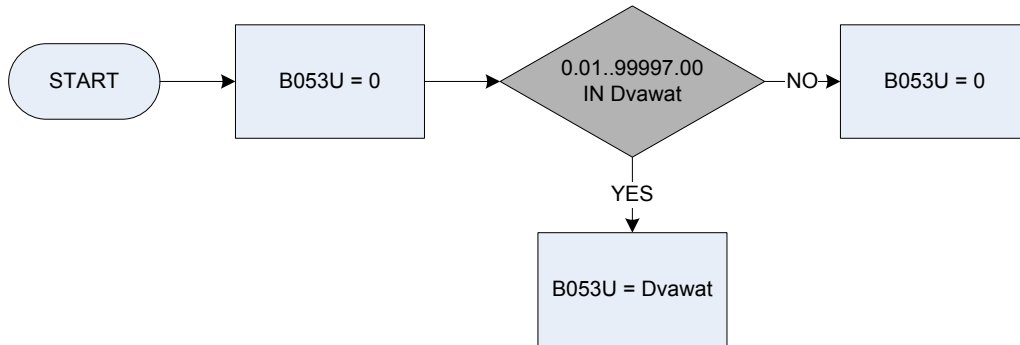 START
B053U = 0
0.01..99997.00
IN Dvawat
NO
B053U = 0
YES
B053U = Dvawat